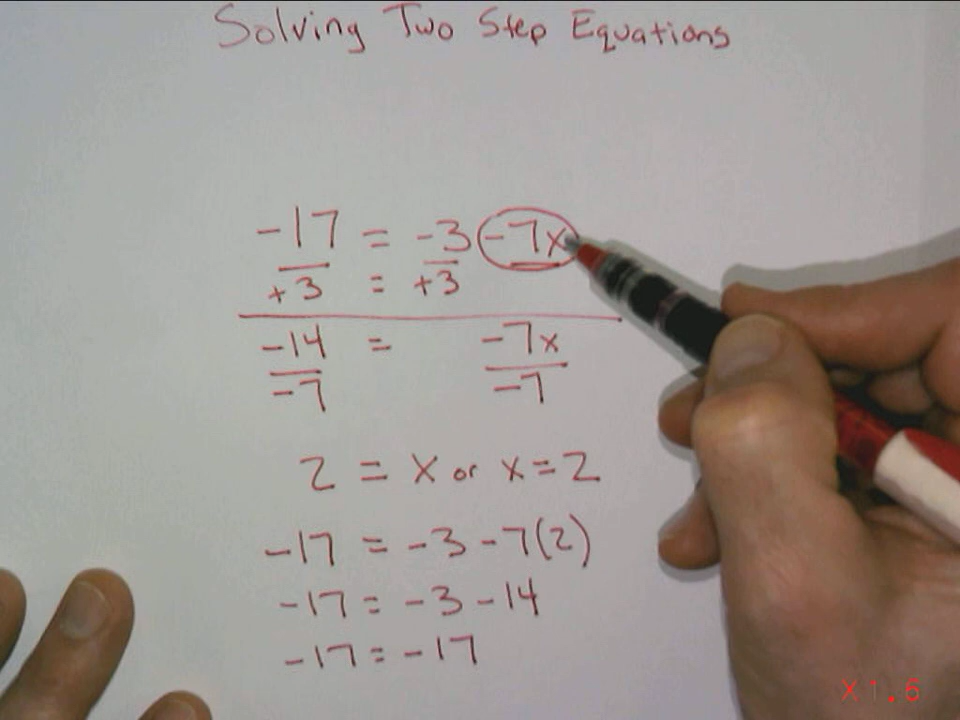 Solving Two Step Equations
-17 = -3 -7x
+3 = +3
-14 = -7x
-7 -7
2 = x or x = 2
-17 = -3 - 7(2)
-17 = -3 - 14
-17 = -17
X1.5